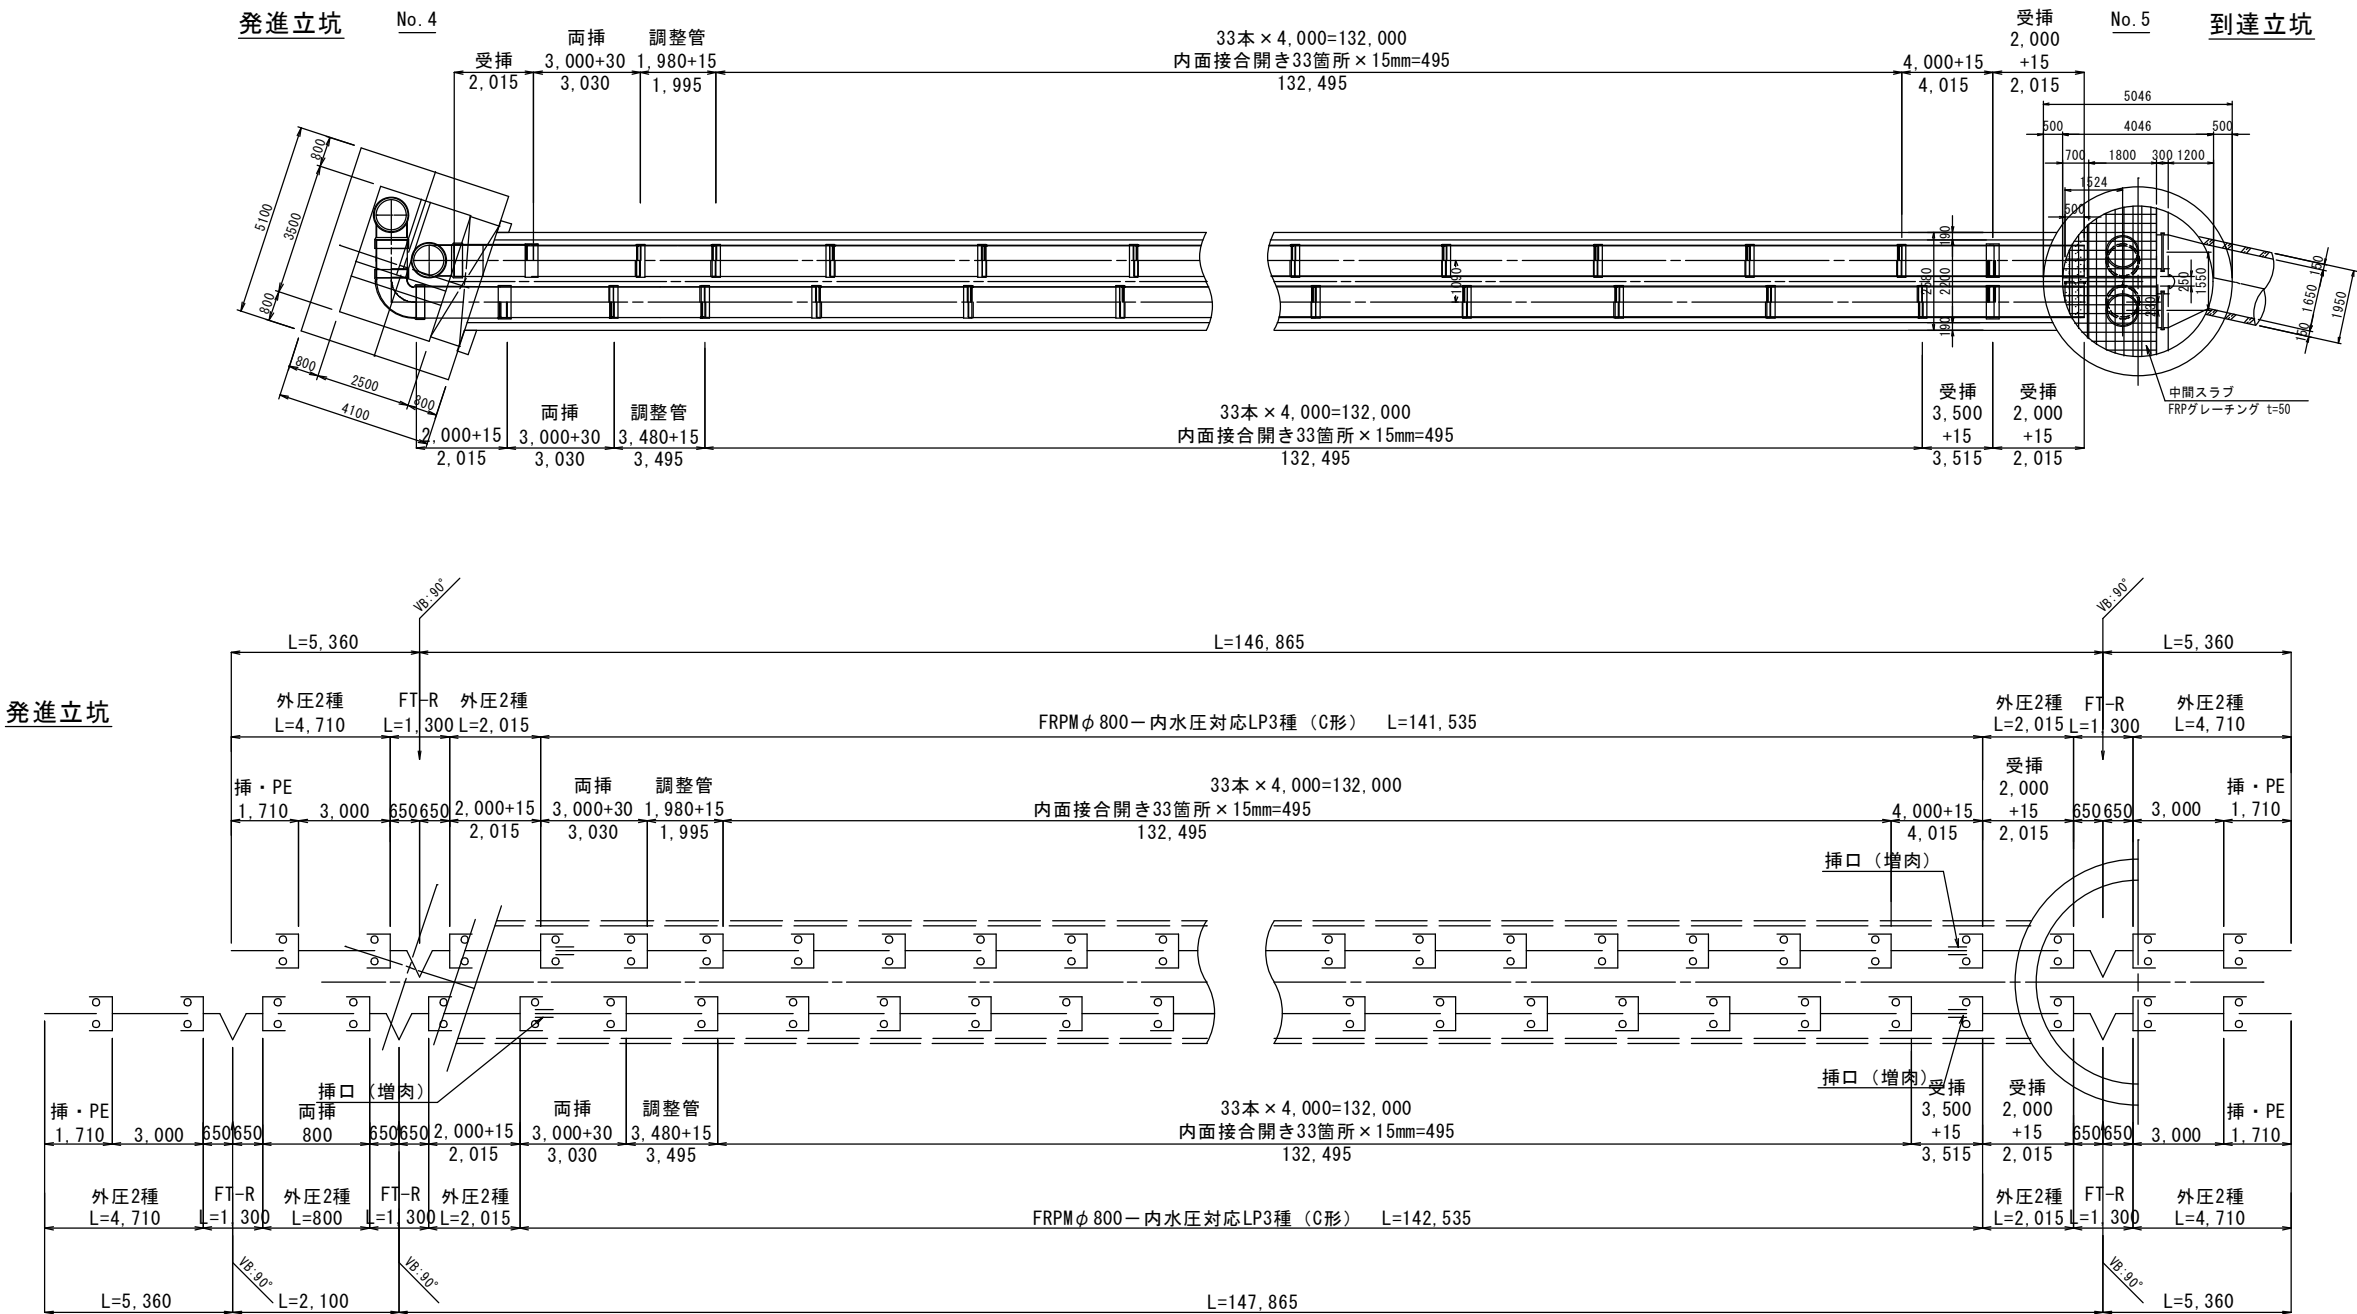 発進立坑
No.4
受挿
2,015
両挿
3,000+30
3,030
調整管
1,980+15
1,995
33本×4,000=132,000
内面接合開き33箇所×15mm=495
132,495
4,000+15
4,015
受挿
2,000
+15
2,015
No.5
到達立坑
5046
500
4046
500
700
1800
300
1200
1524
500
800
5100
3500
800
800
2500
800
4100
190
1090
2580
2200
190
250
1550
150
1650
1950
150
中間スラブ
FRPグレーチング t=50
2,000+15
2,015
両挿
3,000+30
3,030
調整管
3,480+15
3,495
33本×4,000=132,000
内面接合開き33箇所×15mm=495
132,495
受挿
3,500
+15
3,515
受挿
2,000
+15
2,015
VB:90°
VB:90°
L=5,360
L=146,865
L=5,360
発進立坑
外圧2種
L=4,710
FT-R
L=1,300
外圧2種
L=2,015
FRPMφ800-内水圧対応LP3種（C形） L=141,535
外圧2種
L=2,015
FT-R
L=1,300
外圧2種
L=4,710
挿・PE
1,710
3,000
650
650
2,000+15
2,015
両挿
3,000+30
3,030
調整管
1,980+15
1,995
33本×4,000=132,000
内面接合開き33箇所×15mm=495
132,495
4,000+15
4,015
受挿
2,000
+15
2,015
650
650
3,000
挿・PE
1,710
挿口（増肉）
挿口（増肉）
挿口（増肉）
挿・PE
1,710
3,000
650
650
両挿
800
650
650
2,000+15
2,015
両挿
3,000+30
3,030
調整管
3,480+15
3,495
33本×4,000=132,000
内面接合開き33箇所×15mm=495
132,495
受挿
3,500
+15
3,515
受挿
2,000
+15
2,015
650
650
3,000
挿・PE
1,710
外圧2種
L=4,710
FT-R
L=1,300
外圧2種
L=800
FT-R
L=1,300
外圧2種
L=2,015
FRPMφ800-内水圧対応LP3種（C形） L=142,535
外圧2種
L=2,015
FT-R
L=1,300
外圧2種
L=4,710
VB:90°
VB:90°
VB:90°
L=5,360
L=2,100
L=147,865
L=5,360